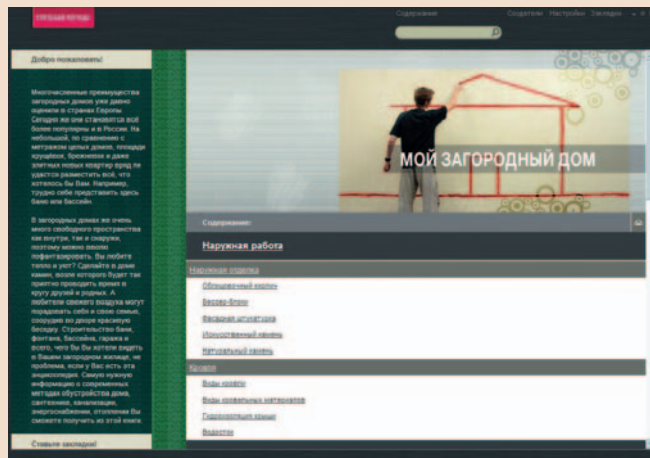 Содержание
Создатели Настройки Закладки
Добро пожаловать!
Многочисленные преимущества
загородных домов уже давно
оценили в странах Европы.
Сегодня же они становятся всё
более популярны и в России. На
небольшой, по сравнению с
метражом целых домов, площади
хрущёвок, брежневок и даже
элитных новых квартир вряд ли
удастся разместить всё, что
хотелось бы Вам. Например,
трудно себе представить здесь
баню или бассейн.
В загородных домах же очень
много свободного пространства
как внутри, так и снаружи,
поэтому можно вволю
пофантазировать. Вы любите
тепло и уют? Сделайте в доме
камин, возле которого будет так
приятно проводить время в
кругу друзей и родных. А
любители свежего воздуха могут
порадовать себя и свою семью,
соорудив во дворе красивую
беседку. Строительство бани,
фонтана, бассейна, гаража и
всего, чего бы Вы хотели видеть
в Вашем загородном жилище, не
проблема, если у Вас есть эта
энциклопедия. Самую нужную
информацию о современных
методах обустройства дома,
сантехнике, канализации,
энергоснабжении, отоплении Вы
сможете получить из этой книги.
Ставьте закладки!
МОЙ ЗАГОРОДНЫЙ ДОМ
Содержание:
Наружная работа
Наружная отделка
Облицовочный кирпич
Бессер-блоки
Фасадная штукатурка
Искусственный камень
Натуральный камень
Кровля
Виды кровли
Виды кровельных материалов
Гидроизоляция крыши
Водосток